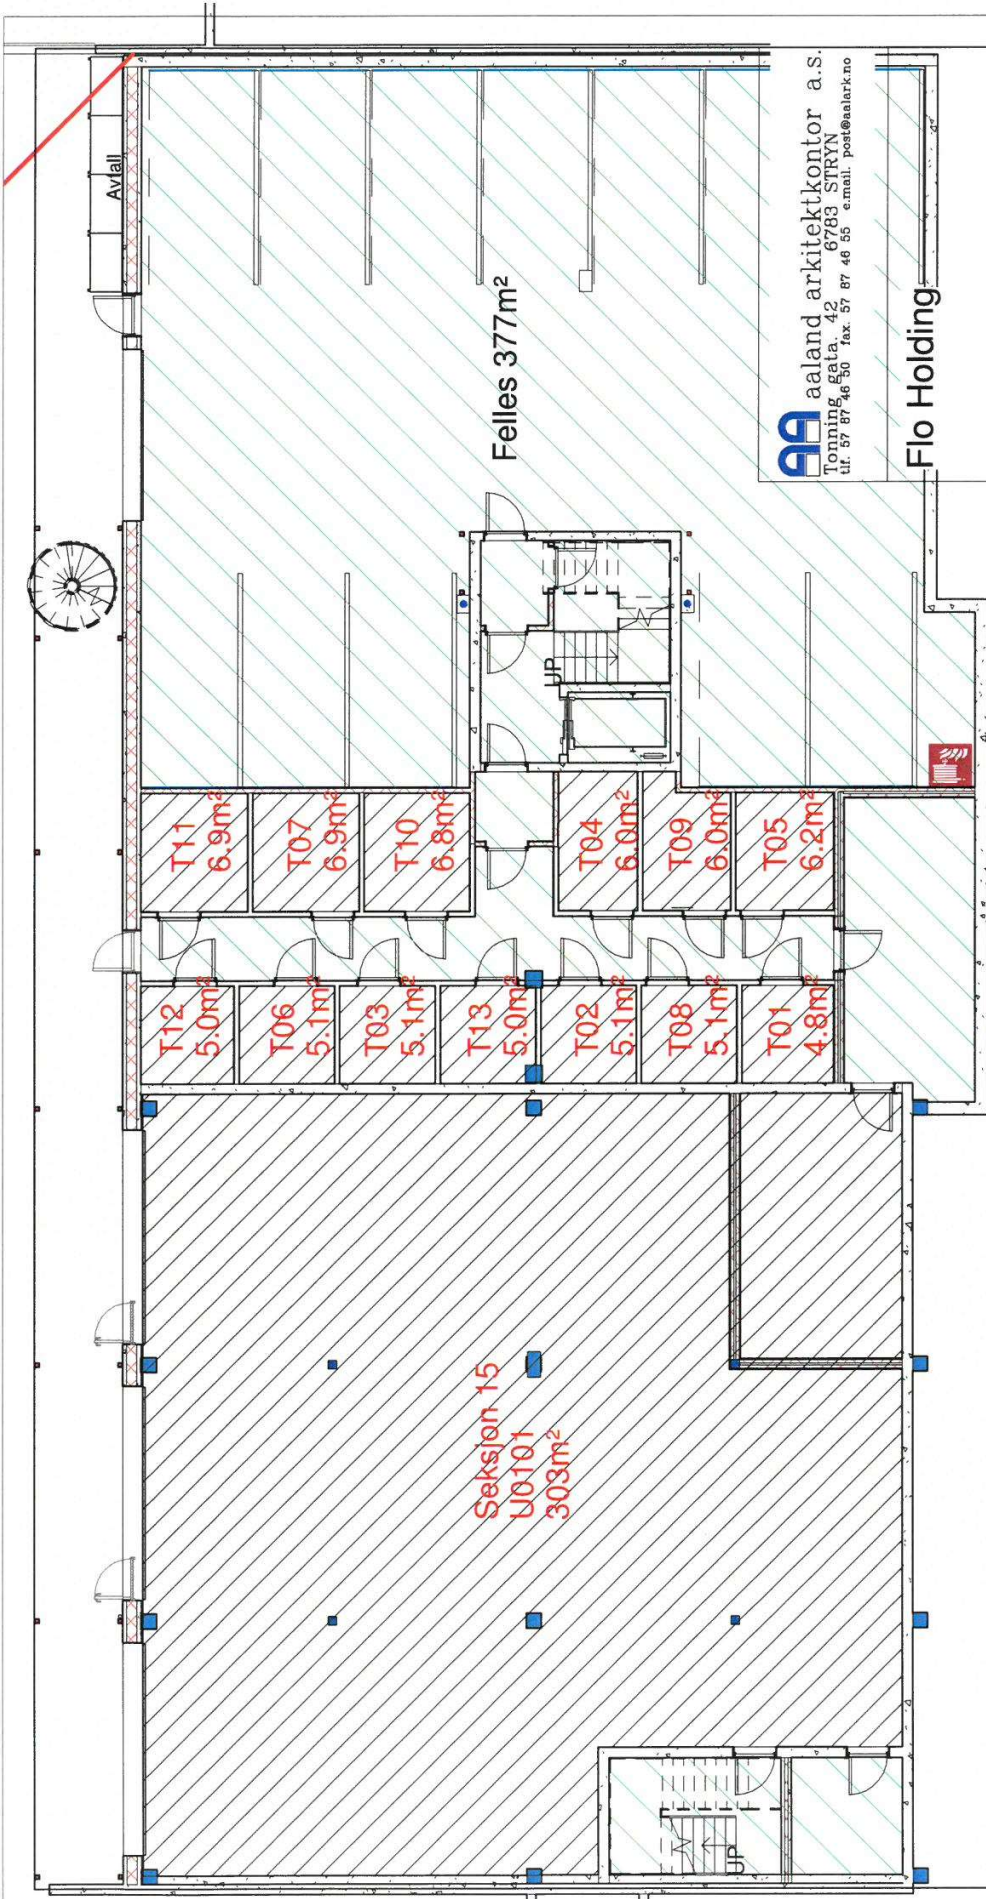 Avfall
Felles 377m²
AA aaland arkitektkontor a.s.
Tonning gata. 42 6783 STRYN
tlf. 57 87 46 50 fax. 57 87 46 55 e.mail. post@aalark.no
Flo Holding
UP
T11
6.9m²
T07
6.9m²
T10
6.8m²
T04
6.0m²
T09
6.0m²
T05
6.2m²
T12
5.0m²
T06
5.1m²
T03
5.1m²
T13
5.0m²
T02
5.1m²
T08
5.1m²
T01
4.8m²
Seksjon 15
U0101
303m²
UP